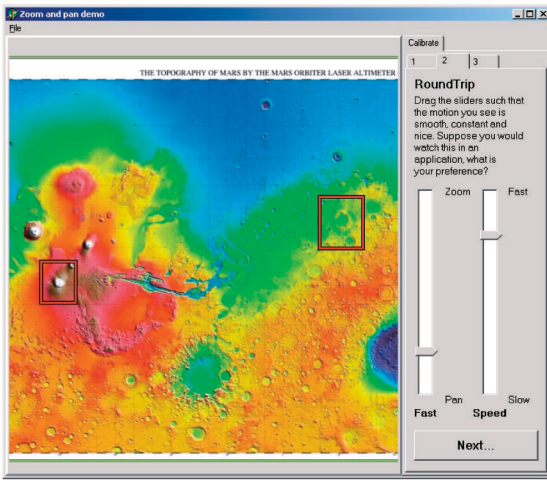 Zoom and pan demo
File
THE TOPOGRAPHY OF MARS BY THE MARS ORBITER LASER ALTIMETER
Calibrate
1 2 3
RoundTrip
Drag the sliders such that
the motion you see is
smooth, constant and
nice. Suppose you would
watch this in an
application, what is
your preference?
Zoom Fast
Pan Slow
Fast Speed
Next...